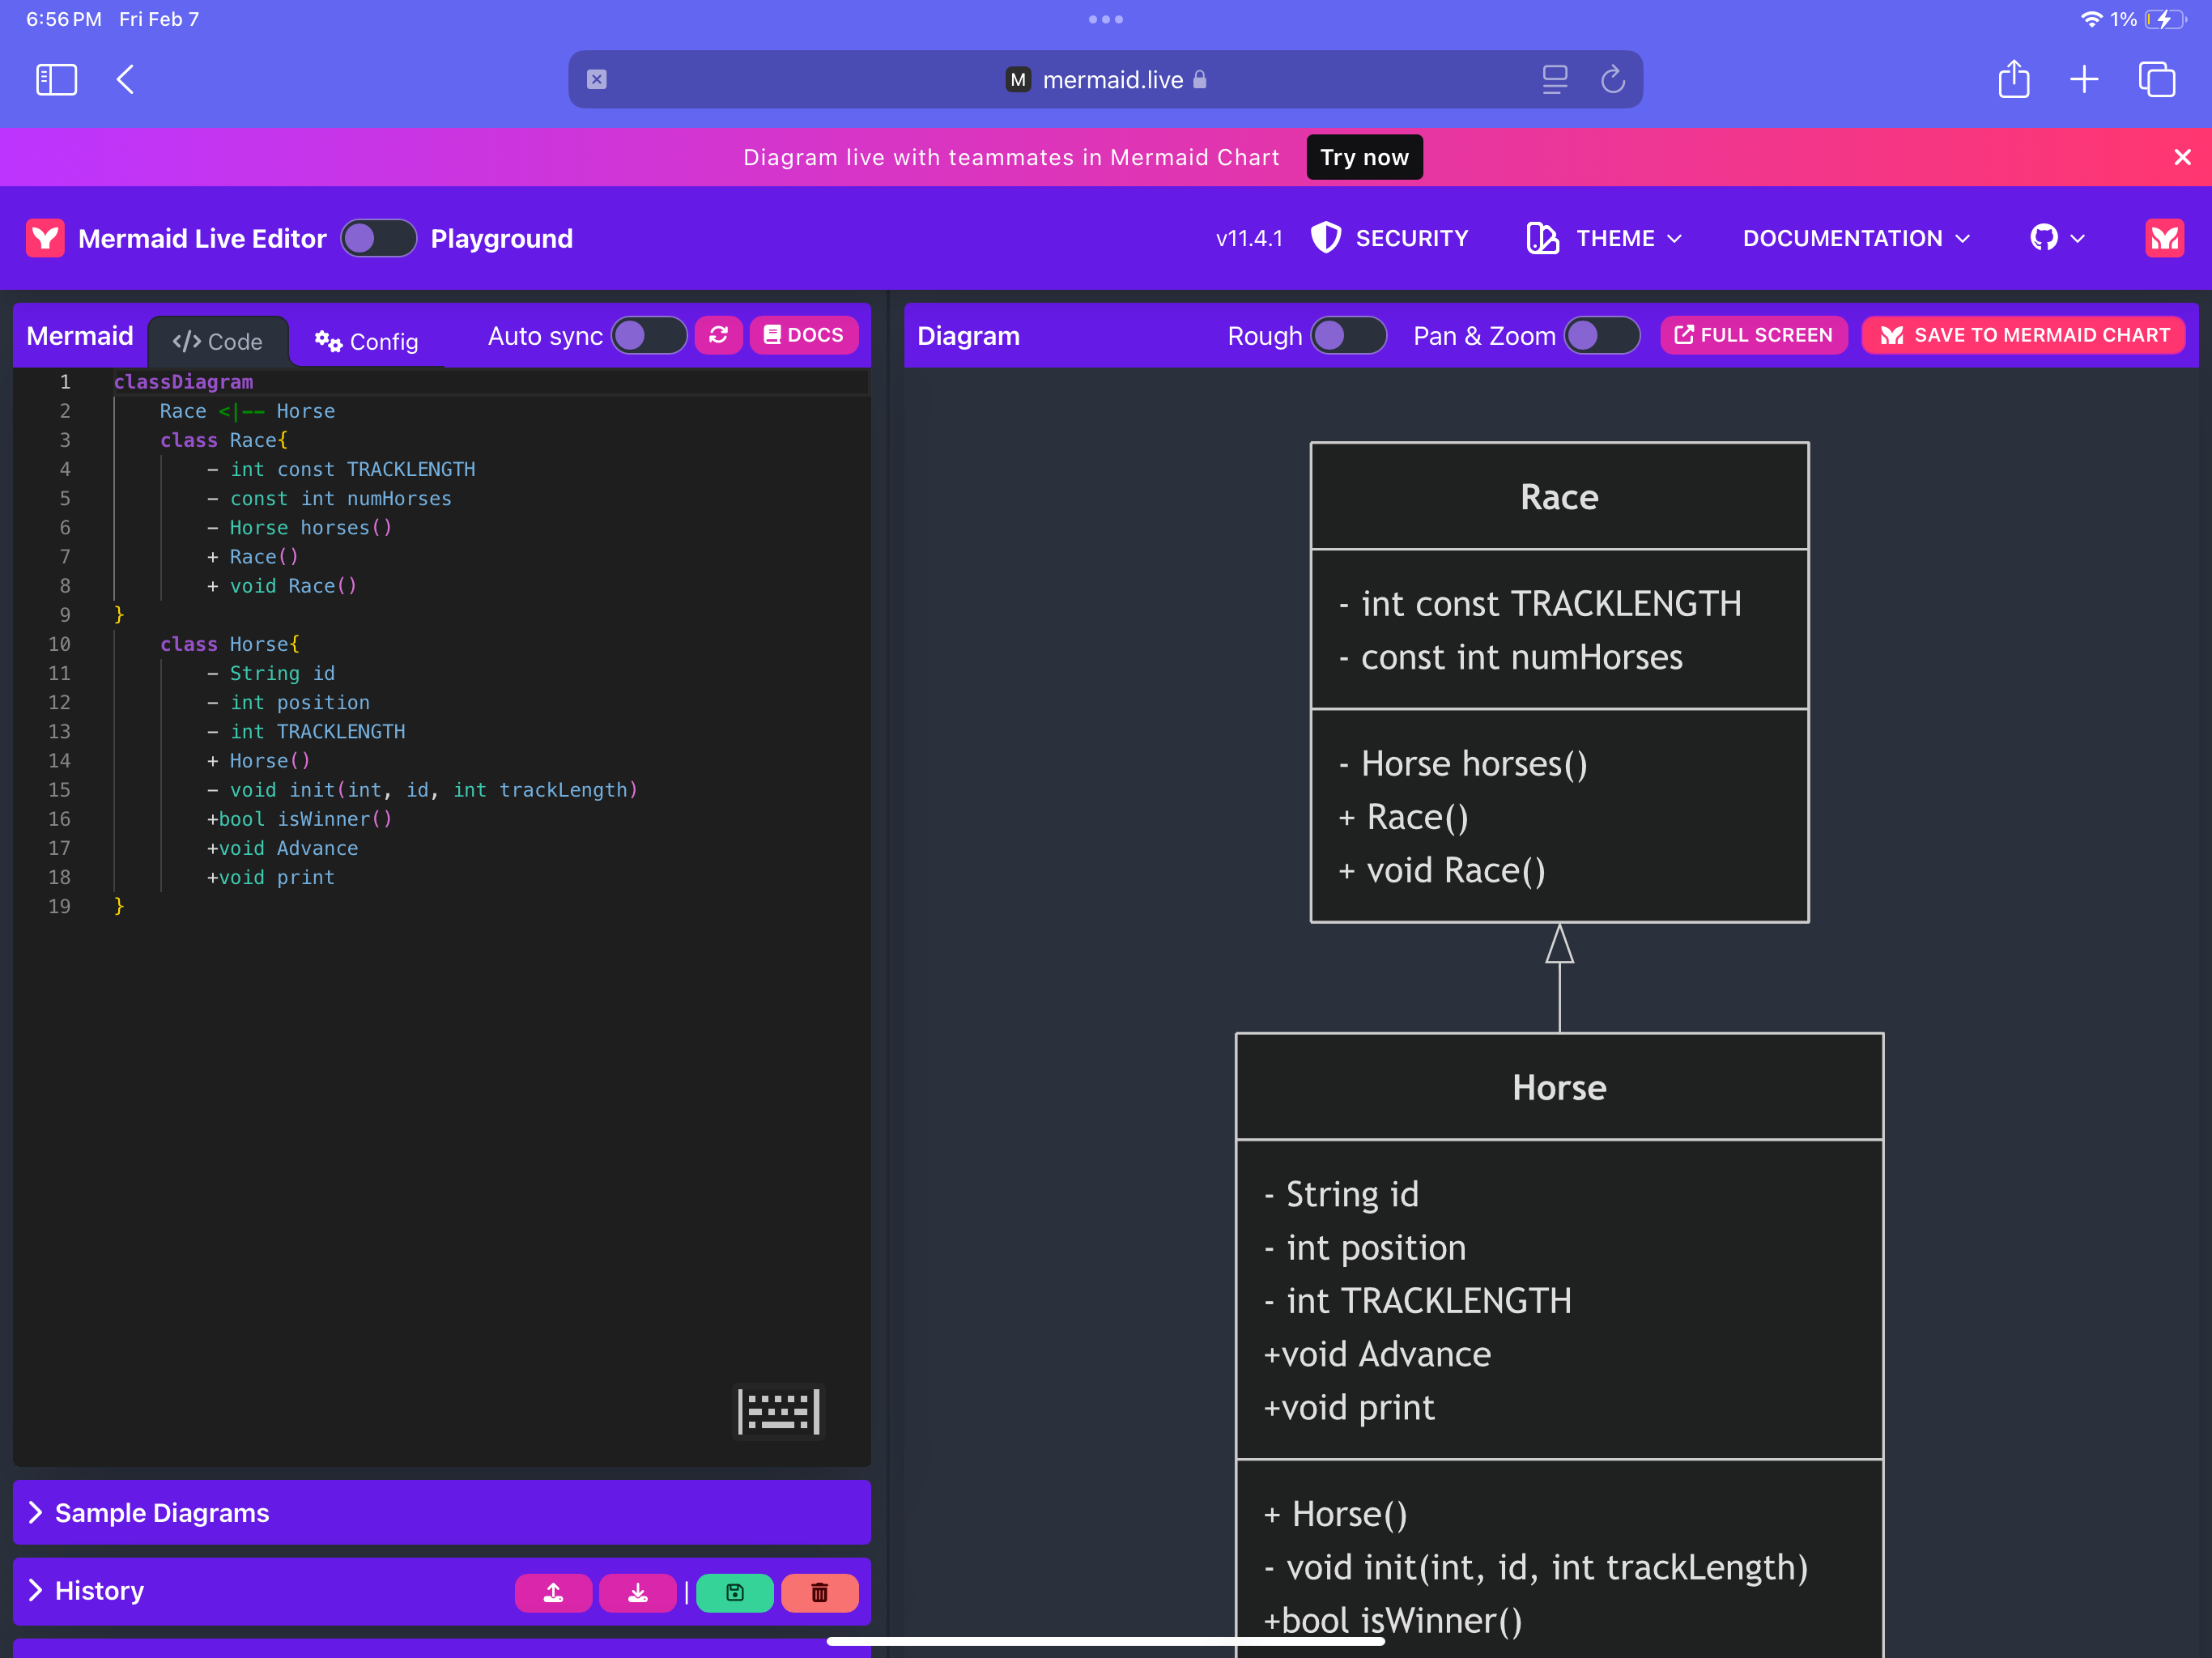 6:56 PM Fri Feb 7
1%
M mermaid.live
Diagram live with teammates in Mermaid Chart Try now
Mermaid Live Editor Playground
v11.4.1 SECURITY THEME DOCUMENTATION
Mermaid </> Code Config Auto sync DOCS
1 classDiagram
2 Race <|-- Horse
3 class Race{
4 - int const TRACKLENGTH
5 - const int numHorses
6 - Horse horses()
7 + Race()
8 + void Race()
9 }
10 class Horse{
11 - String id
12 - int position
13 - int TRACKLENGTH
14 + Horse()
15 - void init(int, id, int trackLength)
16 +bool isWinner()
17 +void Advance
18 +void print
19 }
Sample Diagrams
History
Diagram Rough Pan & Zoom FULL SCREEN SAVE TO MERMAID CHART
Race
- int const TRACKLENGTH
- const int numHorses
- Horse horses()
+ Race()
+ void Race()
Horse
- String id
- int position
- int TRACKLENGTH
+void Advance
+void print
+ Horse()
- void init(int, id, int trackLength)
+bool isWinner()